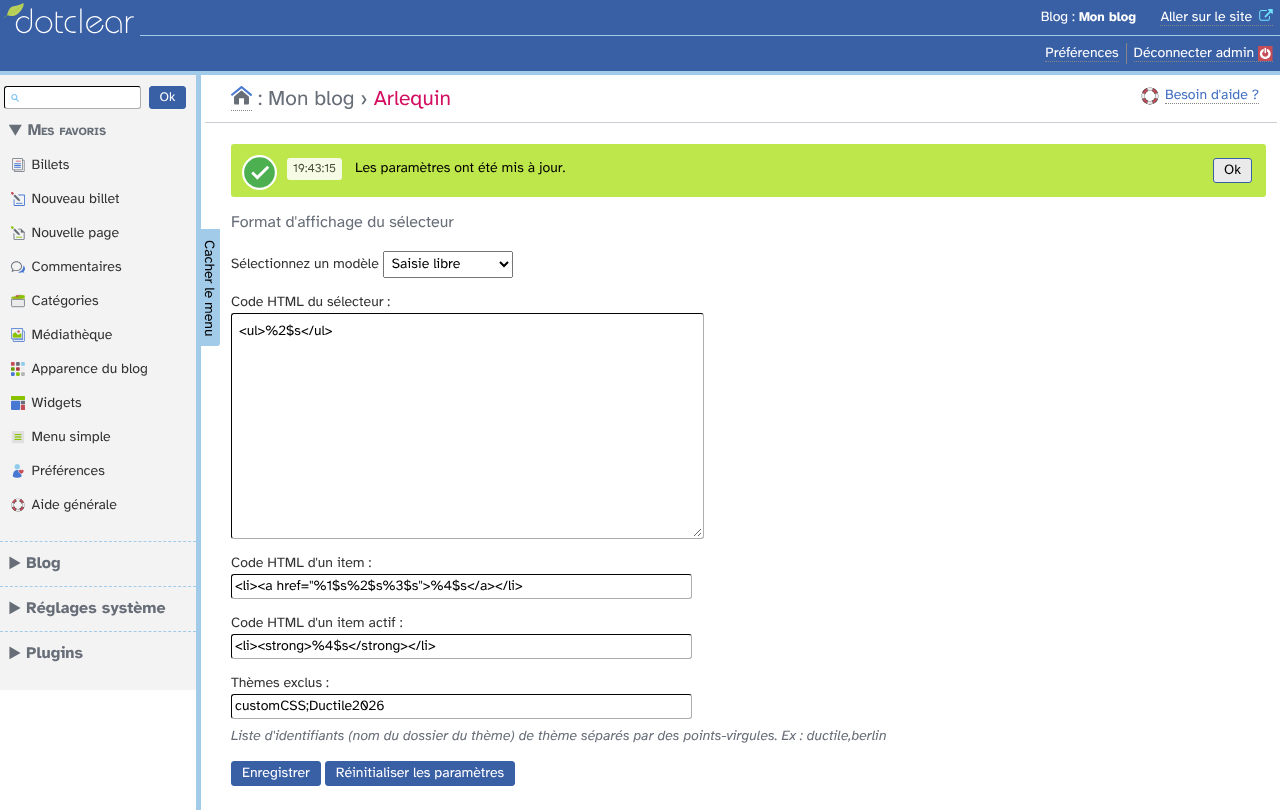 dotclear
Blog : Mon blog Aller sur le site
Préférences Déconnecter admin
Ok
: Mon blog › Arlequin
Besoin d'aide ?
Mes favoris
Billets
Nouveau billet
Nouvelle page
Commentaires
Catégories
Médiathèque
Apparence du blog
Widgets
Menu simple
Préférences
Aide générale
Blog
Réglages système
Plugins
Cacher le menu
19:43:15 Les paramètres ont été mis à jour. Ok
Format d'affichage du sélecteur
Sélectionnez un modèle Saisie libre
Code HTML du sélecteur :
<ul>%2$s</ul>
Code HTML d'un item :
<li><a href="%1$s%2$s%3$s">%4$s</a></li>
Code HTML d'un item actif :
<li><strong>%4$s</strong></li>
Thèmes exclus :
customCSS;Ductile2026
Liste d'identifiants (nom du dossier du thème) de thème séparés par des points-virgules. Ex : ductile,berlin
Enregistrer Réinitialiser les paramètres